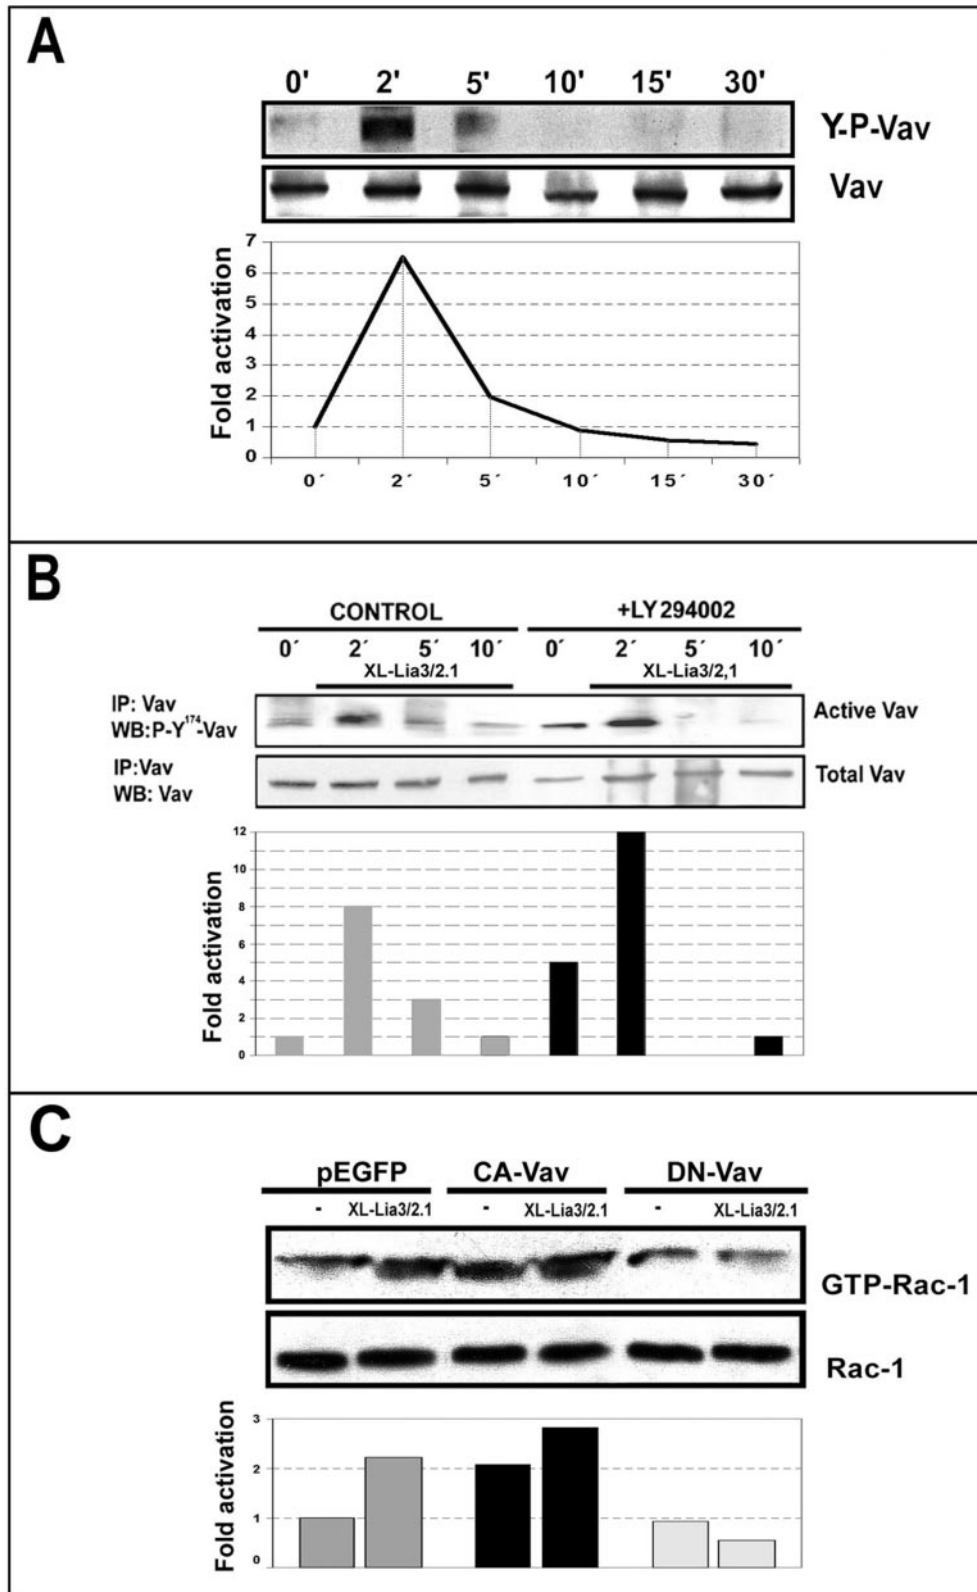 A
0' 2' 5' 10' 15' 30'
Y-P-Vav
Vav
Fold activation
7
6
5
4
3
2
1
0
0´ 2´ 5´ 10´ 15´ 30´
B
CONTROL +LY294002
0´ 2´ 5´ 10´ 0´ 2´ 5´ 10´
XL-Lia3/2.1 XL-Lia3/2,1
IP: Vav
WB:P-Y174-Vav
Active Vav
IP:Vav
WB: Vav
Total Vav
Fold activation
12
10
8
6
4
2
0
C
pEGFP CA-Vav DN-Vav
- XL-Lia3/2.1 - XL-Lia3/2.1 - XL-Lia3/2.1
GTP-Rac-1
Rac-1
Fold activation
3
2
1
0